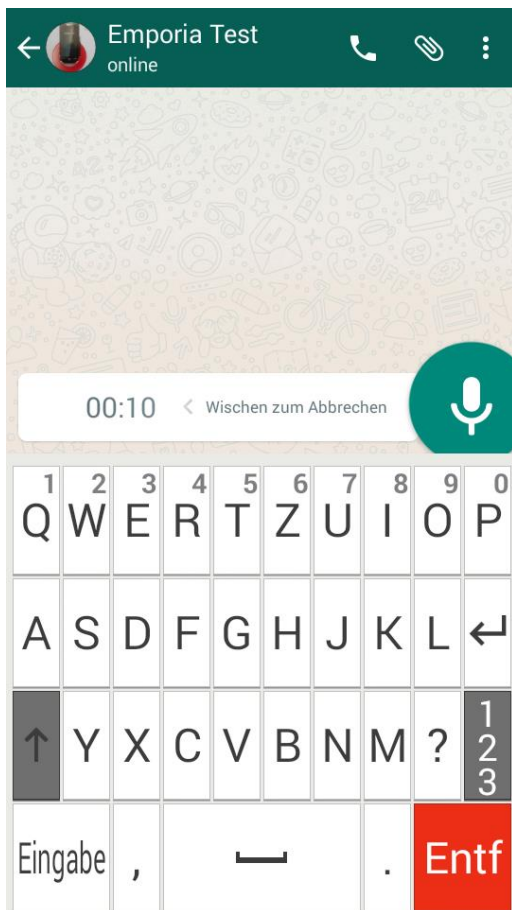 Emporia Test
online
00:10 < Wischen zum Abbrechen
1 2 3 4 5 6 7 8 9 0
Q W E R T Z U I O P
A S D F G H J K L ↵
↑ Y X C V B N M ? 123
Eingabe , . Entf